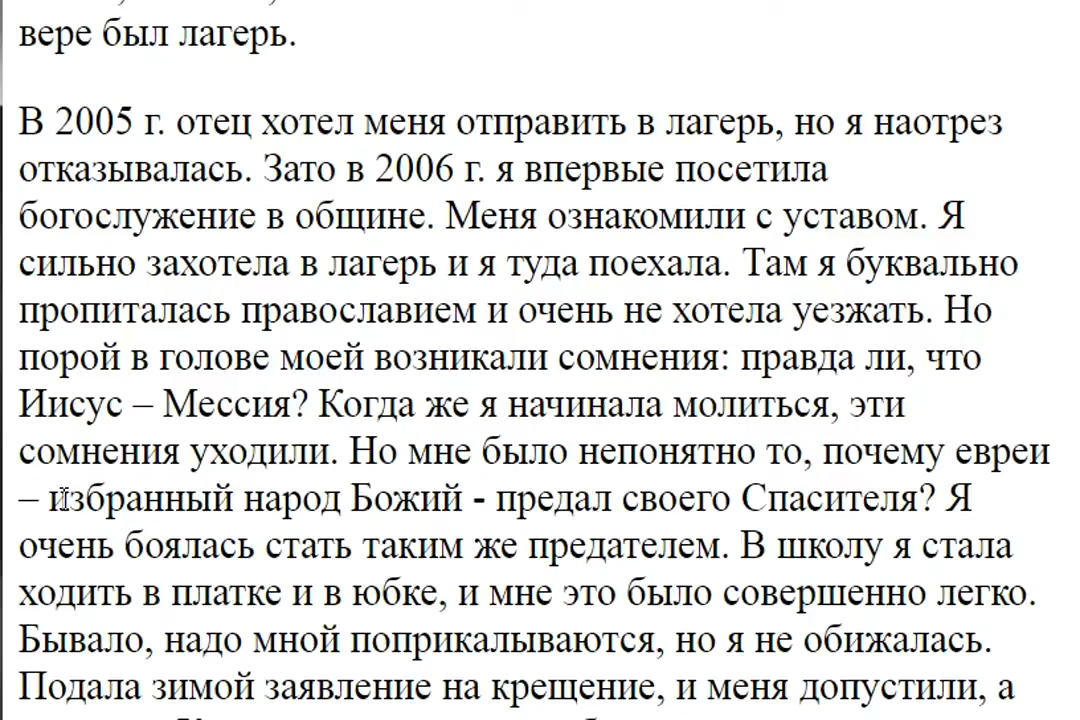 вере был лагерь.
В 2005 г. отец хотел меня отправить в лагерь, но я наотрез
отказывалась. Зато в 2006 г. я впервые посетила
богослужение в общине. Меня ознакомили с уставом. Я
сильно захотела в лагерь и я туда поехала. Там я буквально
пропиталась православием и очень не хотела уезжать. Но
порой в голове моей возникали сомнения: правда ли, что
Иисус – Мессия? Когда же я начинала молиться, эти
сомнения уходили. Но мне было непонятно то, почему евреи
– избранный народ Божий - предал своего Спасителя? Я
очень боялась стать таким же предателем. В школу я стала
ходить в платке и в юбке, и мне это было совершенно легко.
Бывало, надо мной поприкалываются, но я не обижалась.
Подала зимой заявление на крещение, и меня допустили, а